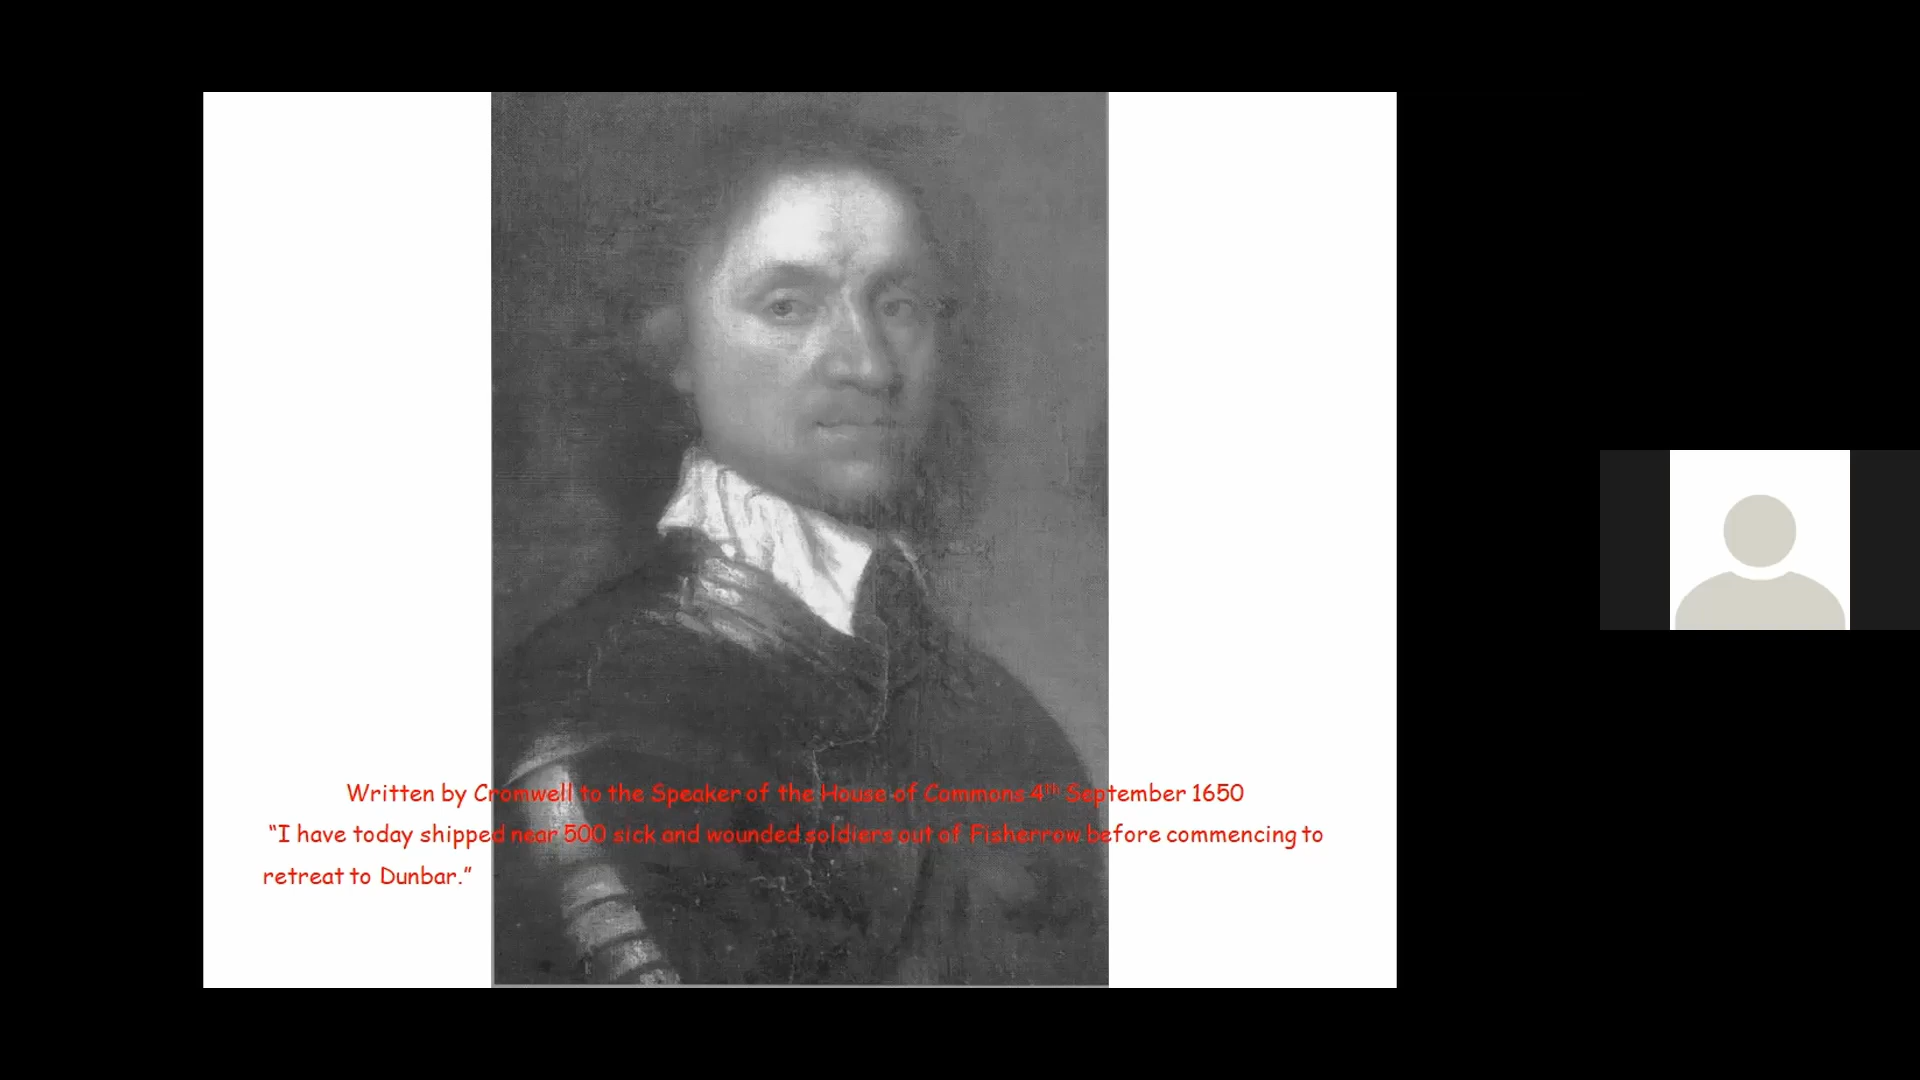 Written by Cromwell to the Speaker of the House of Commons 4th September 1650
“I have today shipped near 500 sick and wounded soldiers out of Fisherrow before commencing to
retreat to Dunbar.”